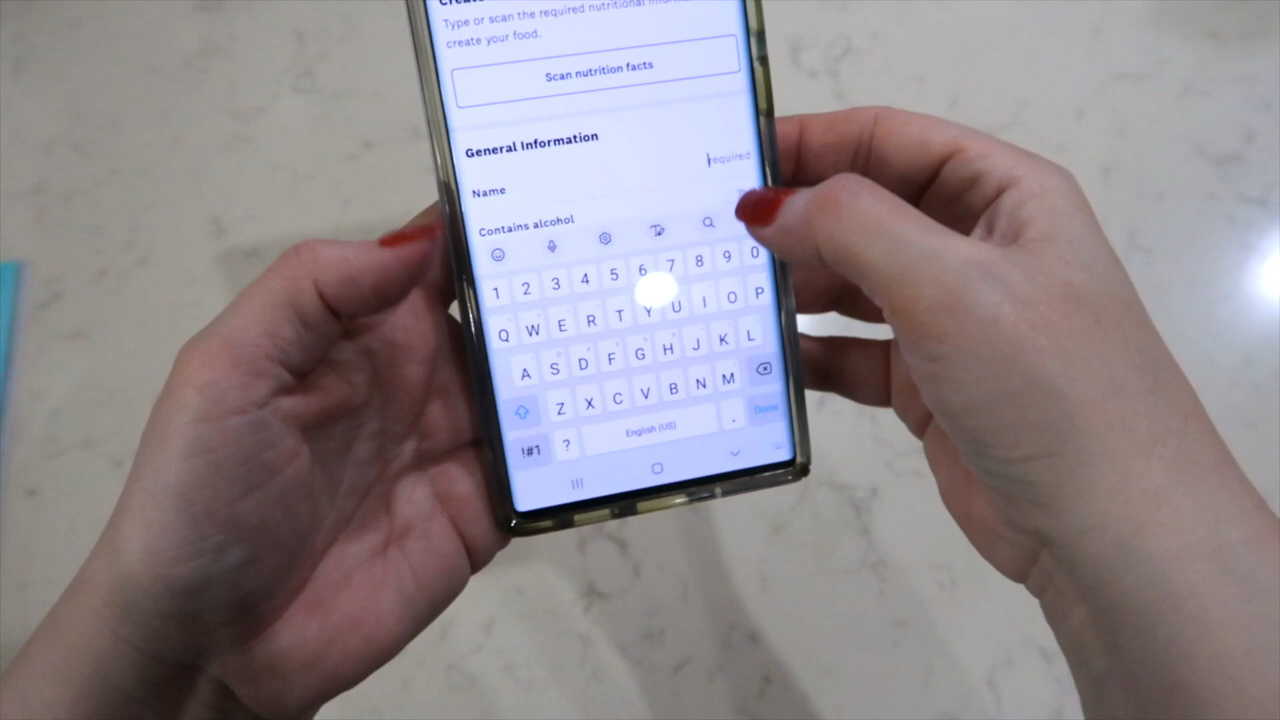 Type or scan the required nutritional
create your food.
Scan nutrition facts
General Information
required
Name
Contains alcohol
1 2 3 4 5 6 7 8 9 0
Q W E R T Y U I O P
A S D F G H J K L
Z X C V B N M
!#1 ? English (US) . Done